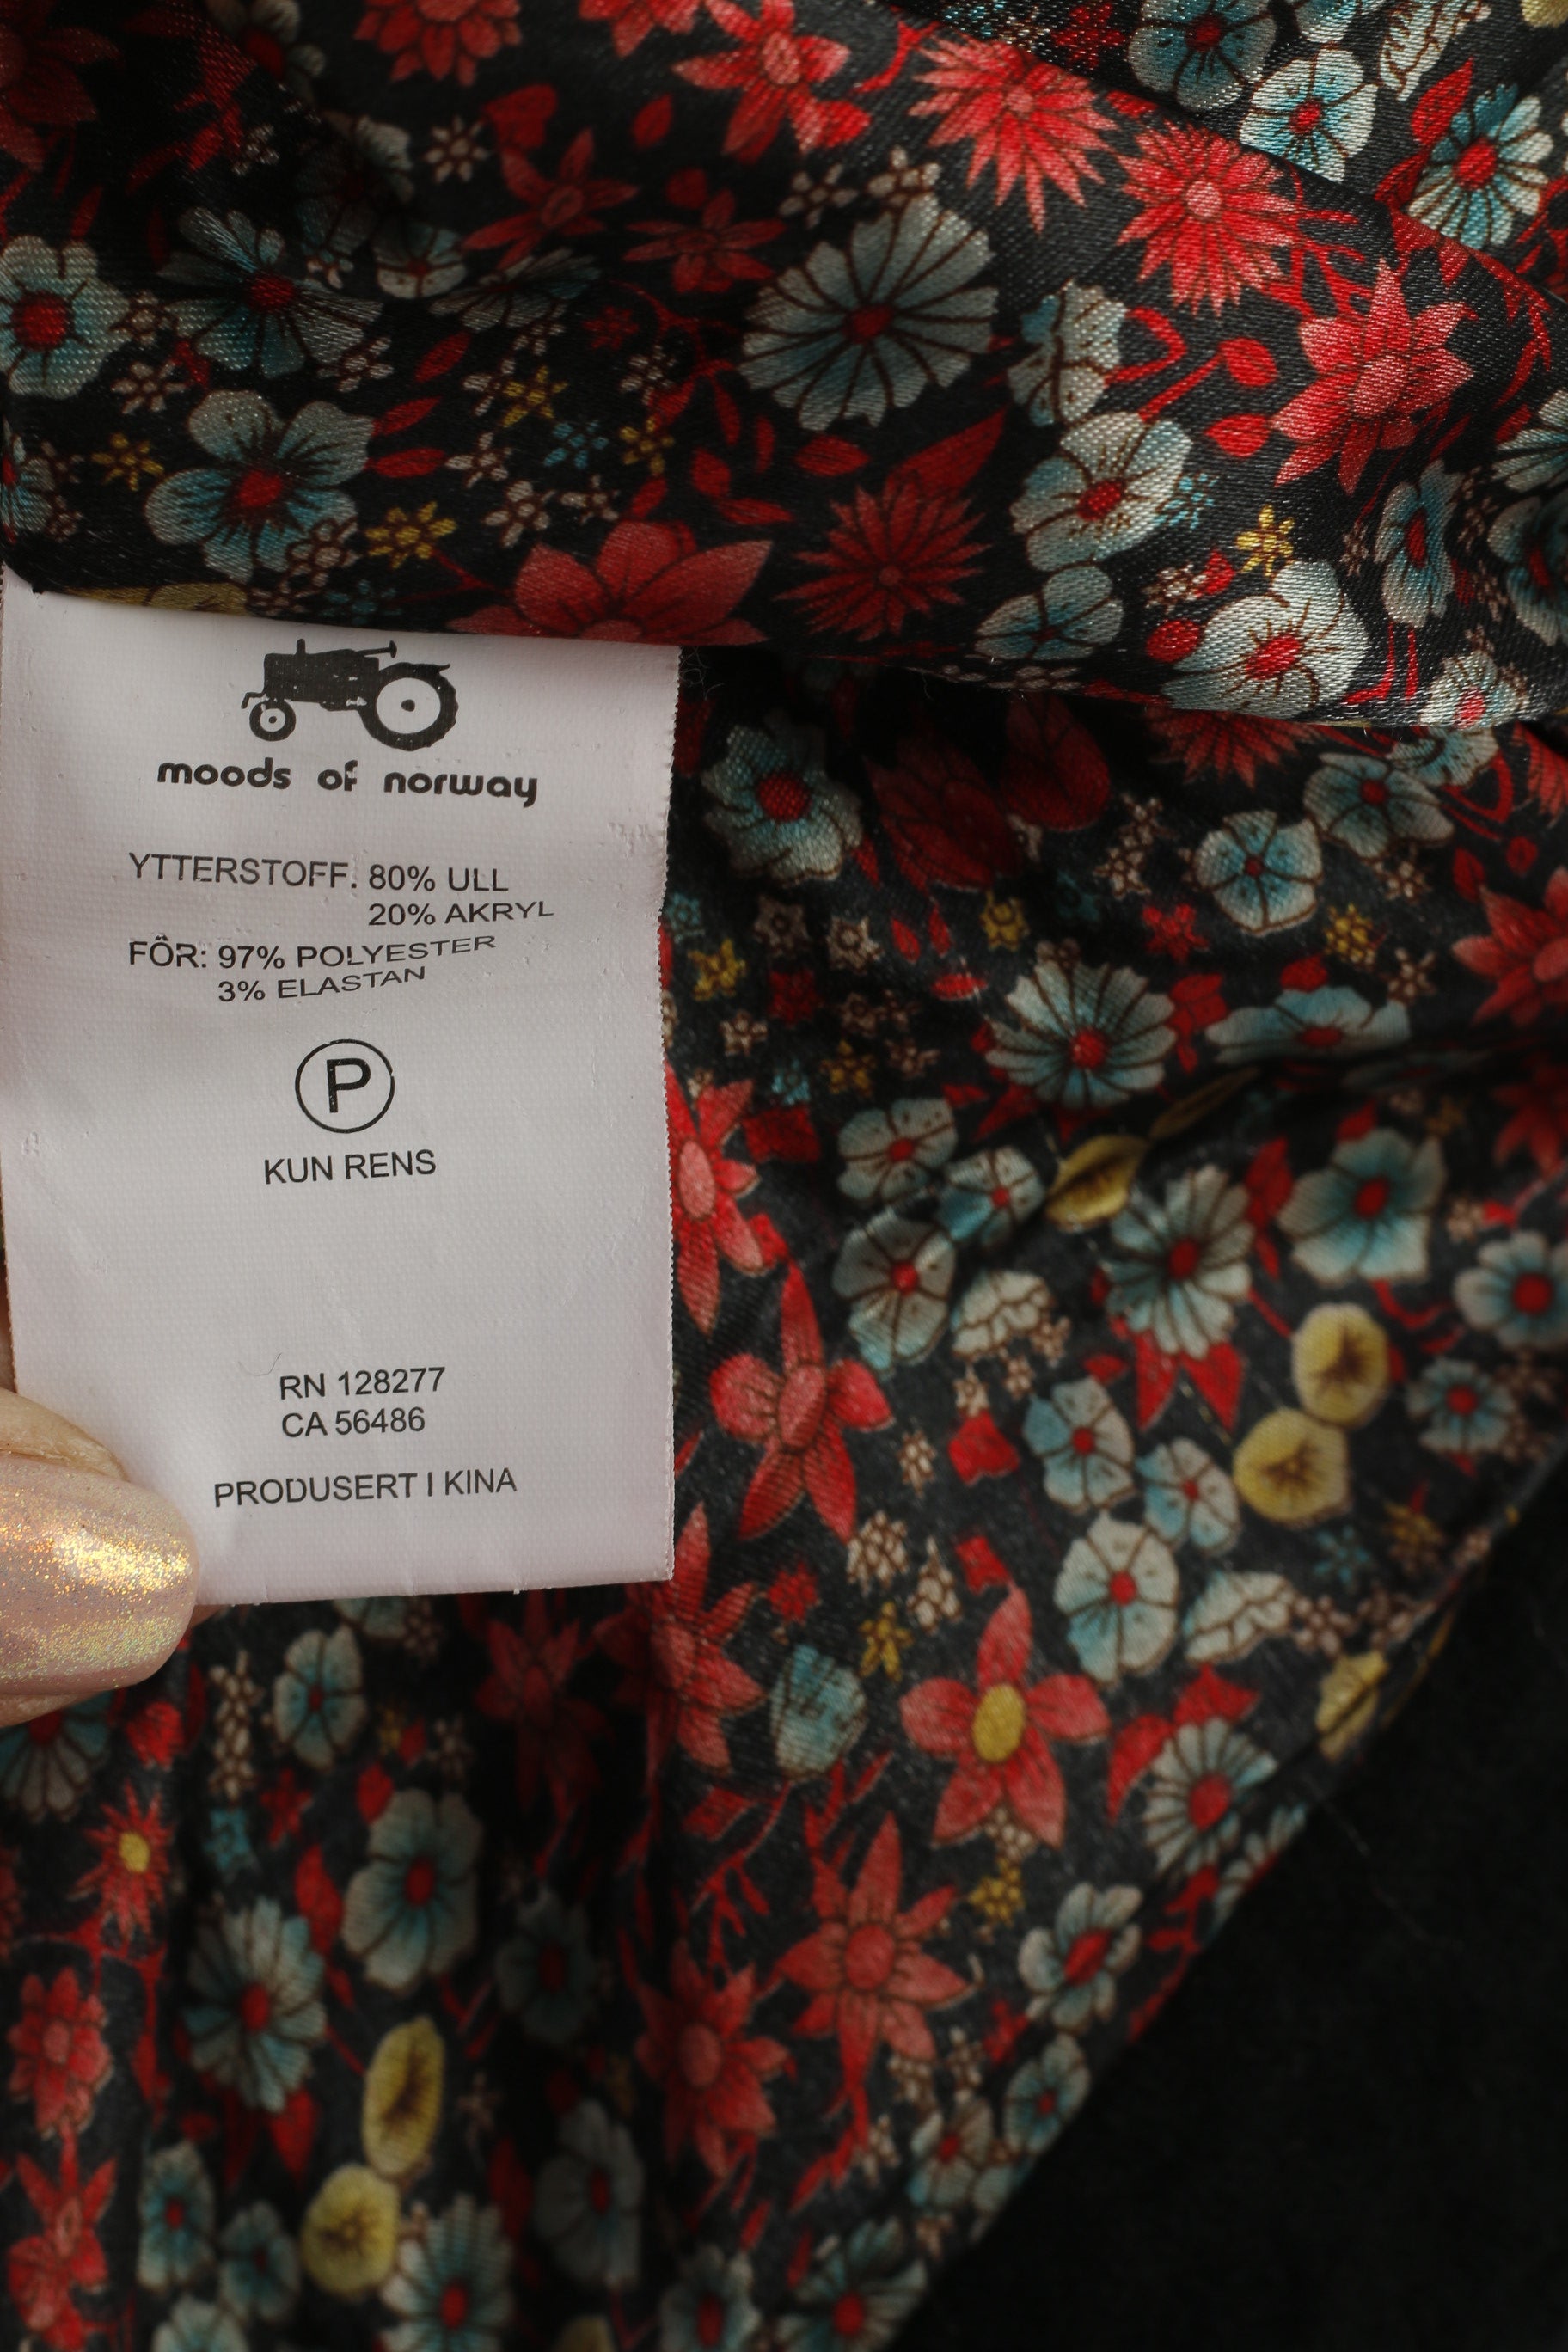 moods of norway
YTTERSTOFF. 80% ULL
20% AKRYL
FÔR: 97% POLYESTER
3% ELASTAN
P
KUN RENS
RN 128277
CA 56486
PRODUSERT I KINA